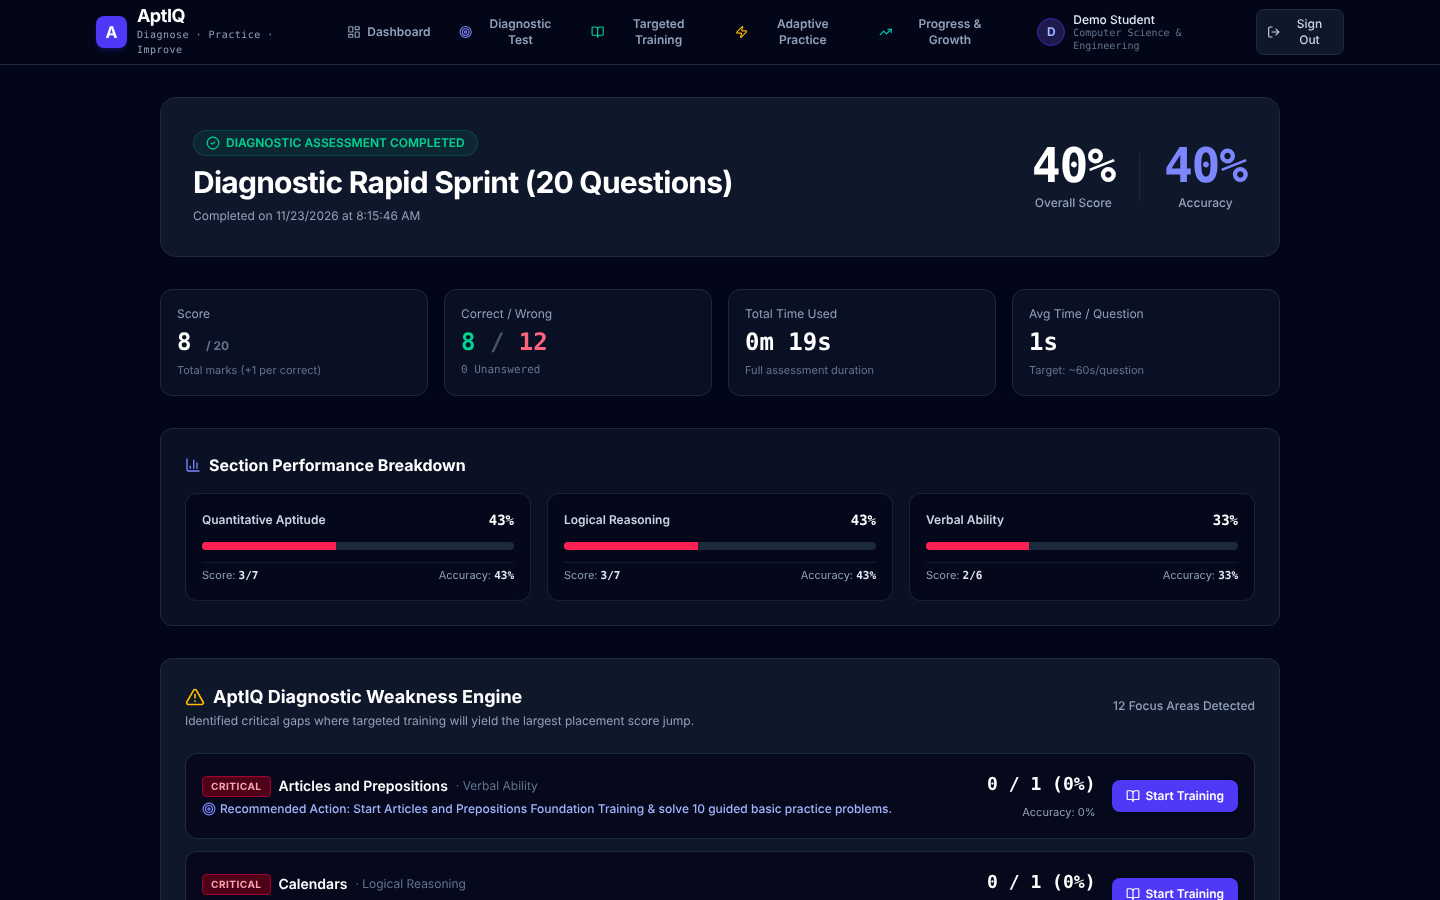 A
AptIQ
Diagnose · Practice ·
Improve
Dashboard
Diagnostic
Test
Targeted
Training
Adaptive
Practice
Progress &
Growth
D
Demo Student
Computer Science &
Engineering
Sign
Out
DIAGNOSTIC ASSESSMENT COMPLETED
Diagnostic Rapid Sprint (20 Questions)
Completed on 11/23/2026 at 8:15:46 AM
40%
Overall Score
40%
Accuracy
Score
8 / 20
Total marks (+1 per correct)
Correct / Wrong
8 / 12
0 Unanswered
Total Time Used
0m 19s
Full assessment duration
Avg Time / Question
1s
Target: ~60s/question
Section Performance Breakdown
Quantitative Aptitude 43%
Score: 3/7 Accuracy: 43%
Logical Reasoning 43%
Score: 3/7 Accuracy: 43%
Verbal Ability 33%
Score: 2/6 Accuracy: 33%
AptIQ Diagnostic Weakness Engine
Identified critical gaps where targeted training will yield the largest placement score jump.
12 Focus Areas Detected
CRITICAL Articles and Prepositions · Verbal Ability
Recommended Action: Start Articles and Prepositions Foundation Training & solve 10 guided basic practice problems.
0 / 1 (0%)
Accuracy: 0%
Start Training
CRITICAL Calendars · Logical Reasoning
0 / 1 (0%)
Start Training